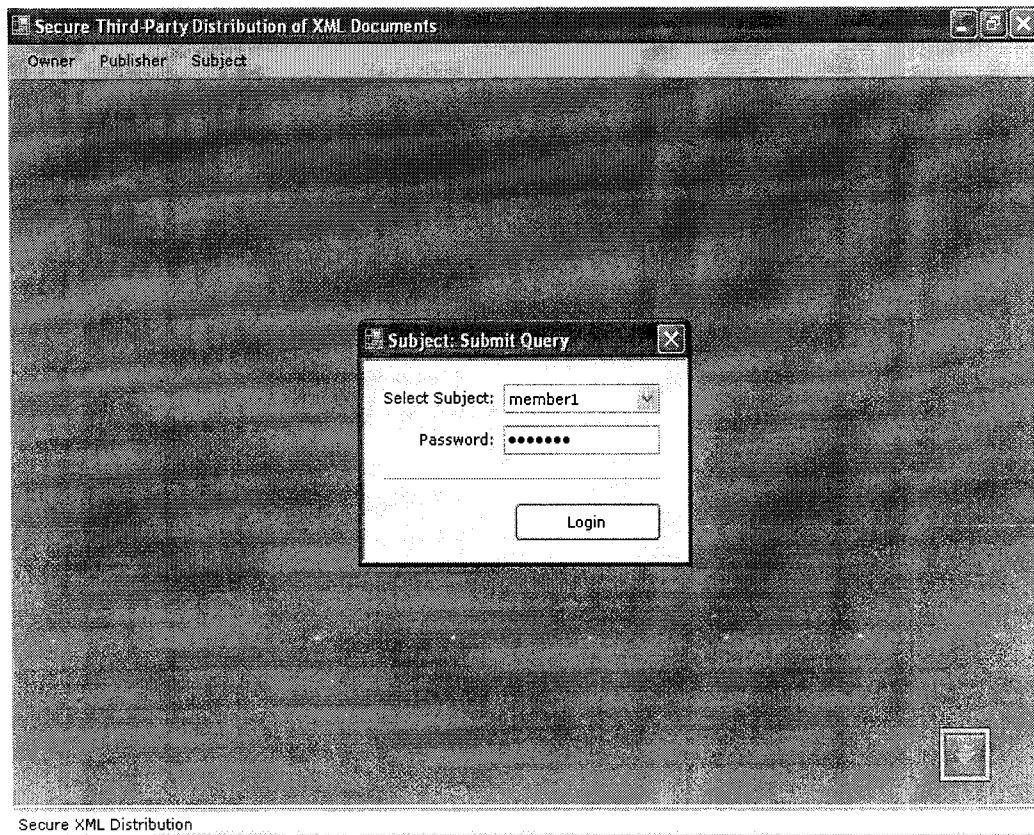 Secure Third-Party Distribution of XML Documents
Owner Publisher Subject
Subject: Submit Query
Select Subject: member1
Password: •••••••
Login
Secure XML Distribution